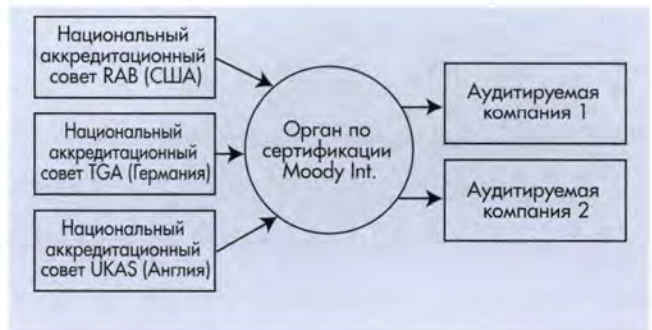 Национальный
аккредитационный
совет RAB (США)
Национальный
аккредитационный
совет TGA (Германия)
Национальный
аккредитационный
совет UKAS (Англия)
Орган по
сертификации
Moody Int.
Аудитируемая
компания 1
Аудитируемая
компания 2